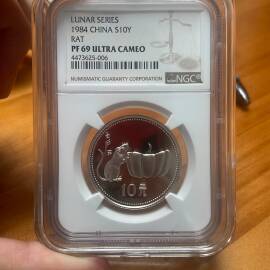 LUNAR SERIES
1984 CHINA S10Y
RAT
PF 69 ULTRA CAMEO
4473625-006
NUMISMATIC GUARANTY CORPORATION
NGC
10元